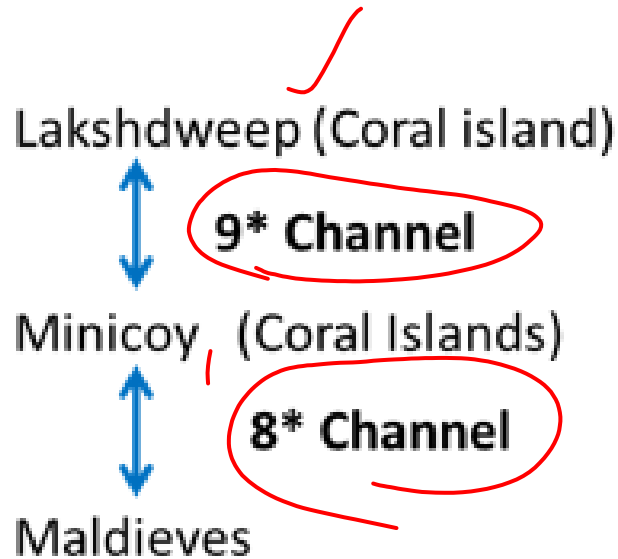 Lakshdweep (Coral island)
9* Channel
Minicoy (Coral Islands)
8* Channel
Maldieves